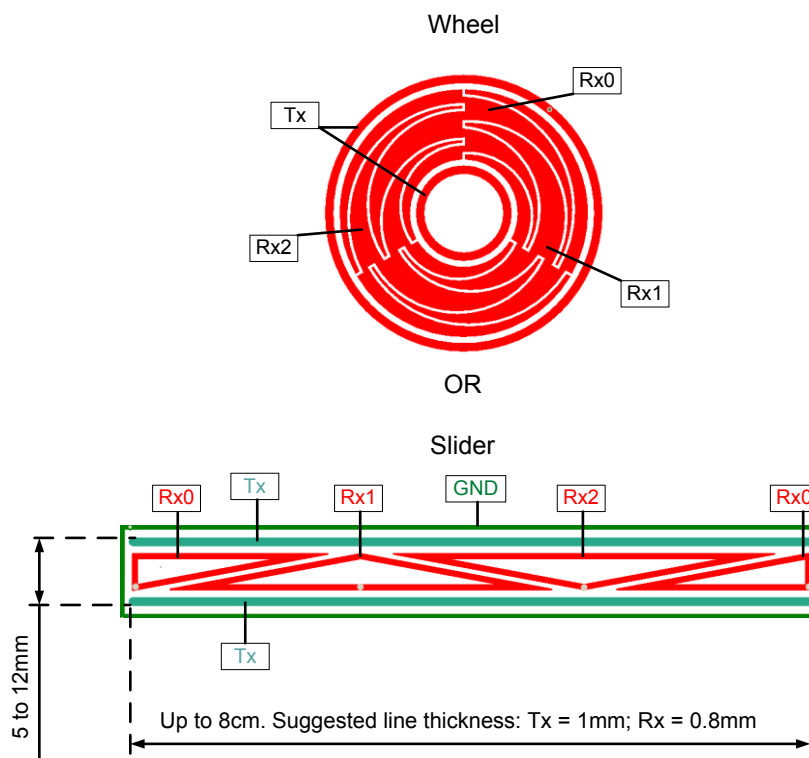 Wheel
Rx0
Tx
Rx2
Rx1
OR
Slider
Rx0
Tx
Rx1
GND
Rx2
Rx0
Tx
5 to 12mm
Up to 8cm. Suggested line thickness: Tx = 1mm; Rx = 0.8mm